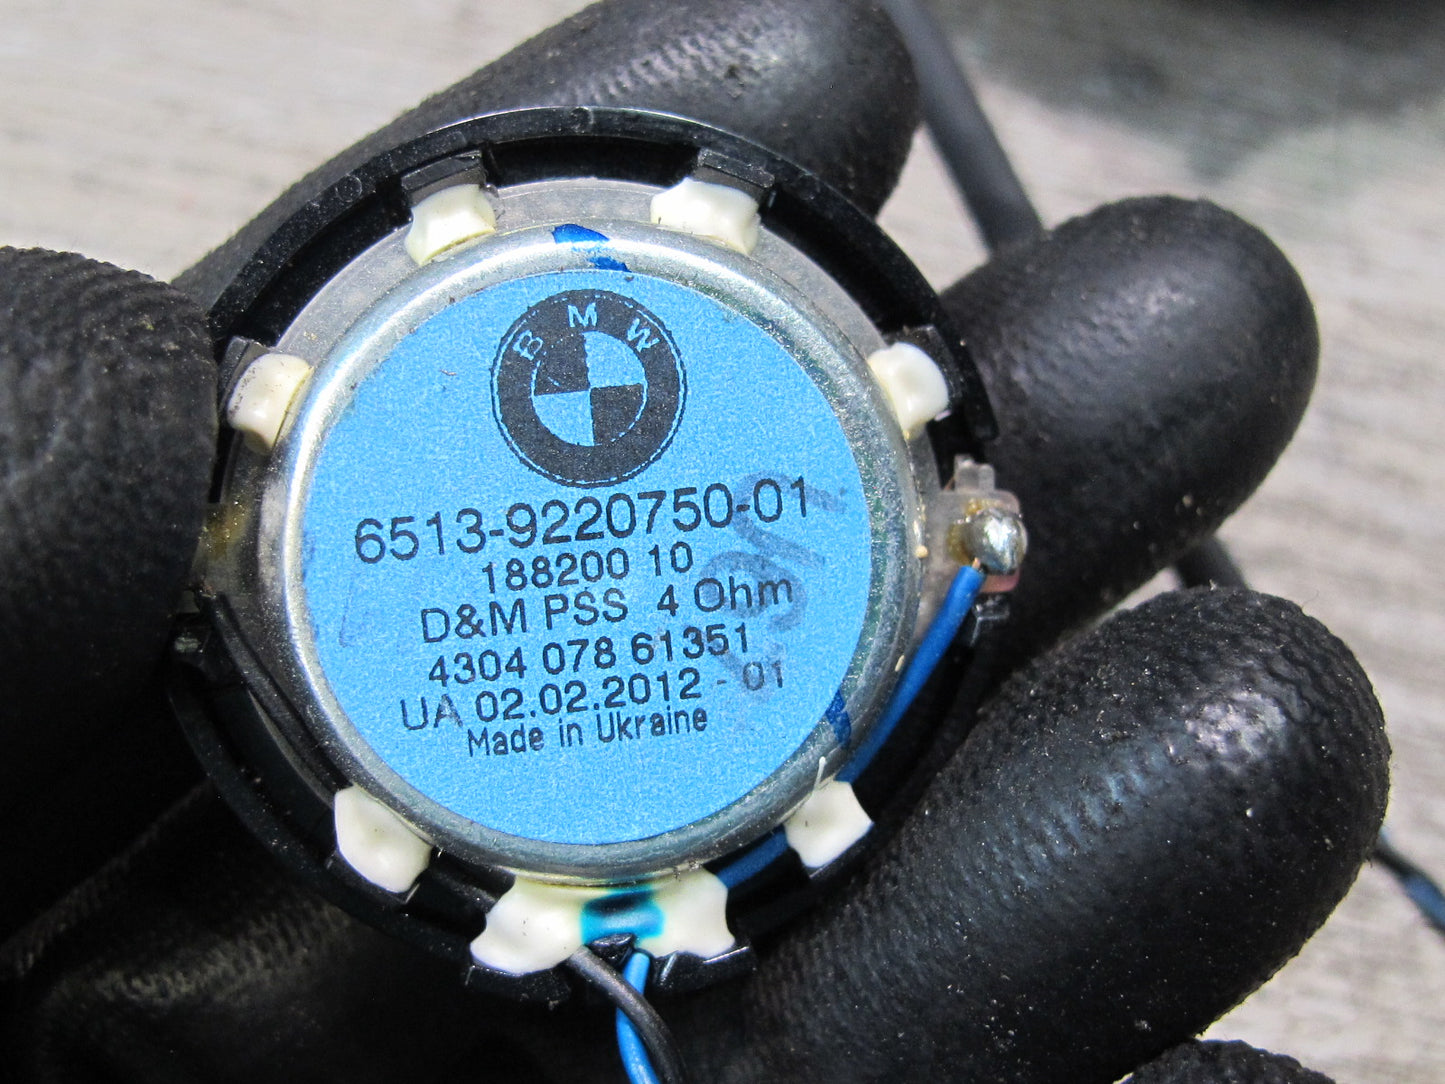 BMW
6513-9220750-01
188200 10
D&M PSS 4 Ohm
4304 078 61351
UA 02.02.2012 - 01
Made in Ukraine